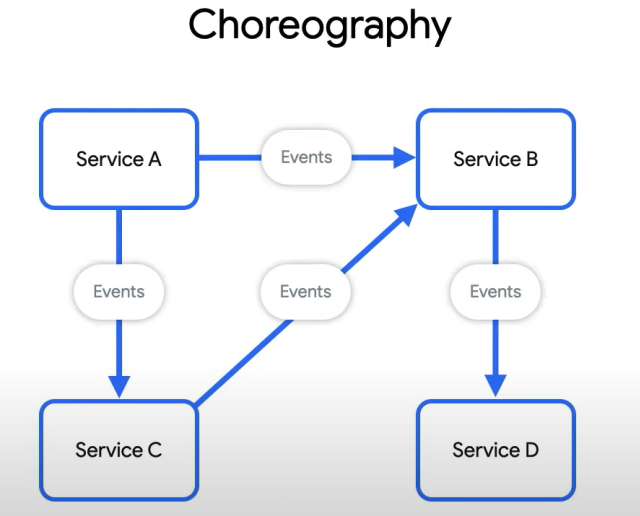 Choreography
Service A
Events
Service B
Events
Events
Events
Service C
Service D